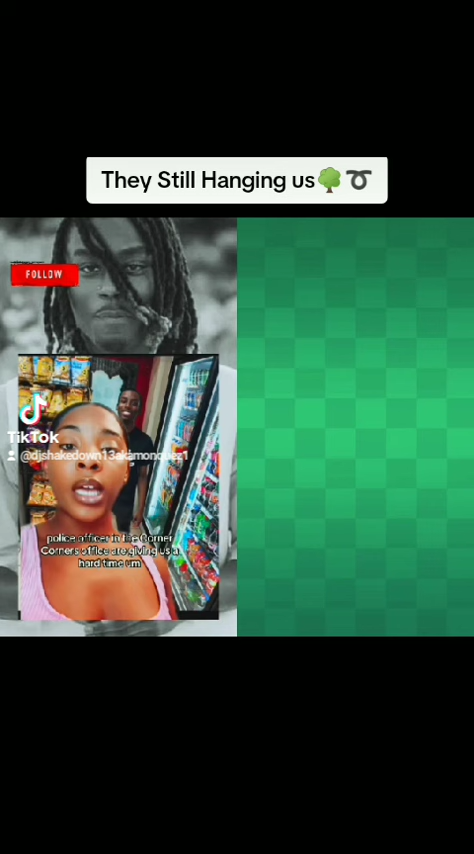 They Still Hanging us🌳➰
FOLLOW
TikTok
@djshakedown13akamonquez1
police officer in the Corner
Corners office are giving us a
hard time um